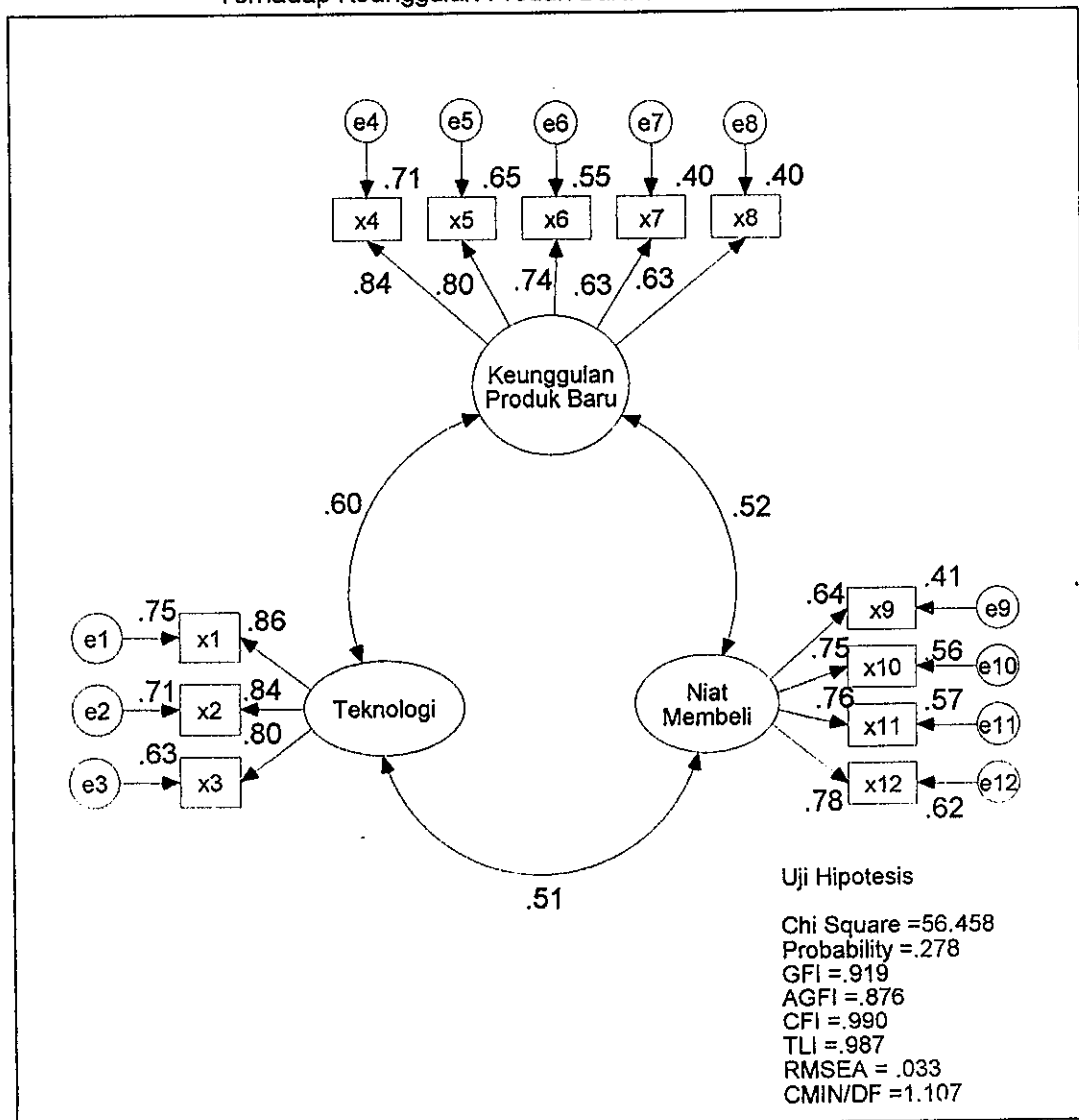 e4 e5 e6 e7 e8
.71 .65 .55 .40 .40
x4 x5 x6 x7 x8
.84 .80 .74 .63 .63
Keunggulan
Produk Baru
.60 .52
e1 .75 x1 .86
e2 .71 x2 .84
e3 .63 x3 .80
Teknologi
Niat
Membeli
.64 x9 .41 e9
.75 x10 .56 e10
.76 x11 .57 e11
.78 x12 .62 e12
.51
Uji Hipotesis
Chi Square =56.458
Probability =.278
GFI =.919
AGFI =.876
CFI =.990
TLI =.987
RMSEA = .033
CMIN/DF =1.107